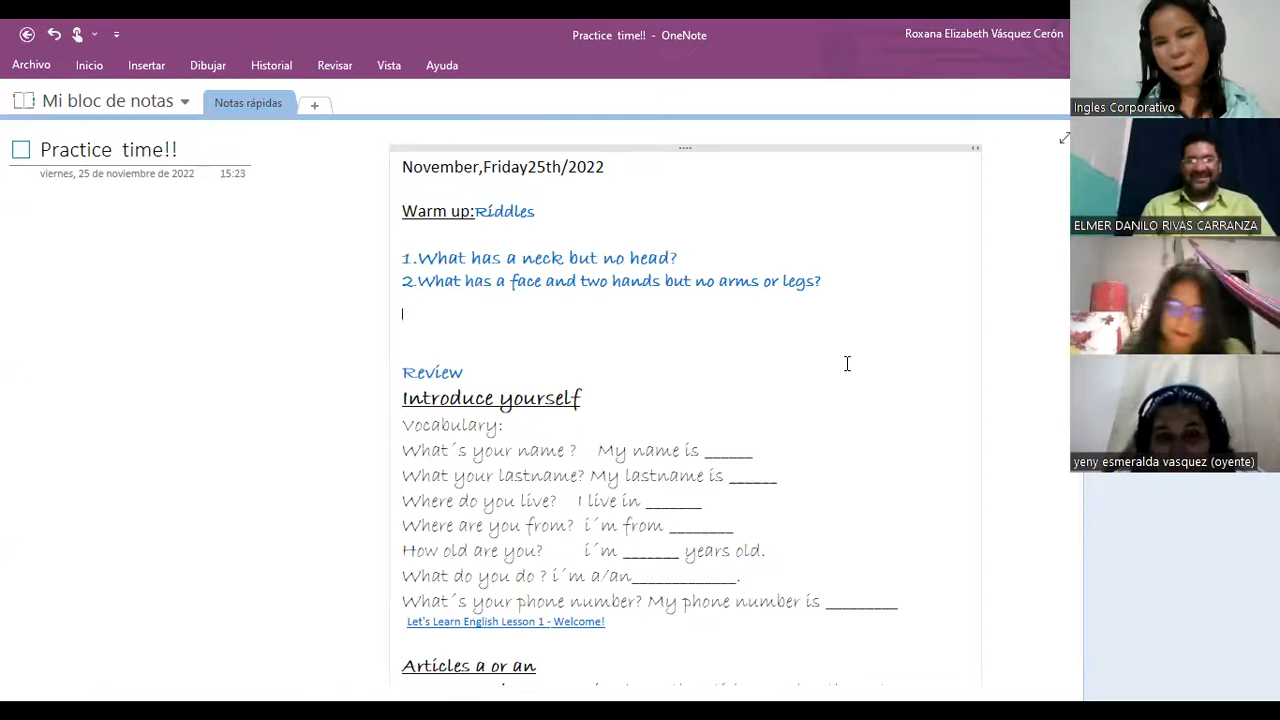 Practice time!! - OneNote
Roxana Elizabeth Vásquez Cerón
Archivo Inicio Insertar Dibujar Historial Revisar Vista Ayuda
Mi bloc de notas
Notas rápidas
Practice time!!
viernes, 25 de noviembre de 2022 15:23
November,Friday25th/2022
Warm up:Riddles
1.What has a neck but no head?
2.What has a face and two hands but no arms or legs?
Review
Introduce yourself
Vocabulary:
What´s your name ? My name is ______
What your lastname? My lastname is ______
Where do you live? I live in _______
Where are you from? i´m from ________
How old are you? i´m _______ years old.
What do you do ? i´m a/an_____________.
What´s your phone number? My phone number is _________
Let's Learn English Lesson 1 - Welcome!
Articles a or an
Ingles Corporativo
ELMER DANILO RIVAS CARRANZA
yeny esmeralda vasquez (oyente)